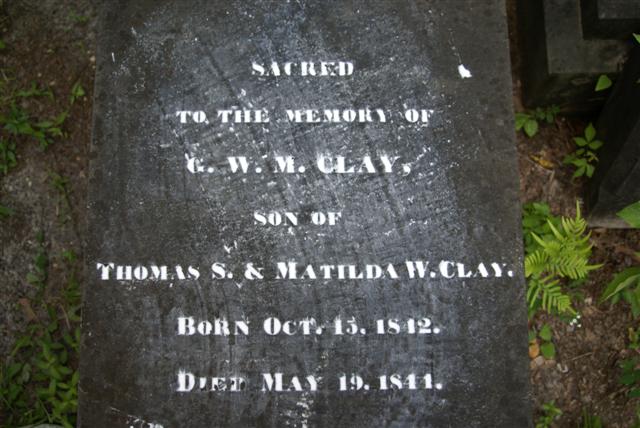 SACRED
TO THE MEMORY OF
G. W. M. CLAY,
SON OF
THOMAS S. & MATILDA W. CLAY.
BORN OCT. 15. 1842.
DIED MAY 19. 1844.